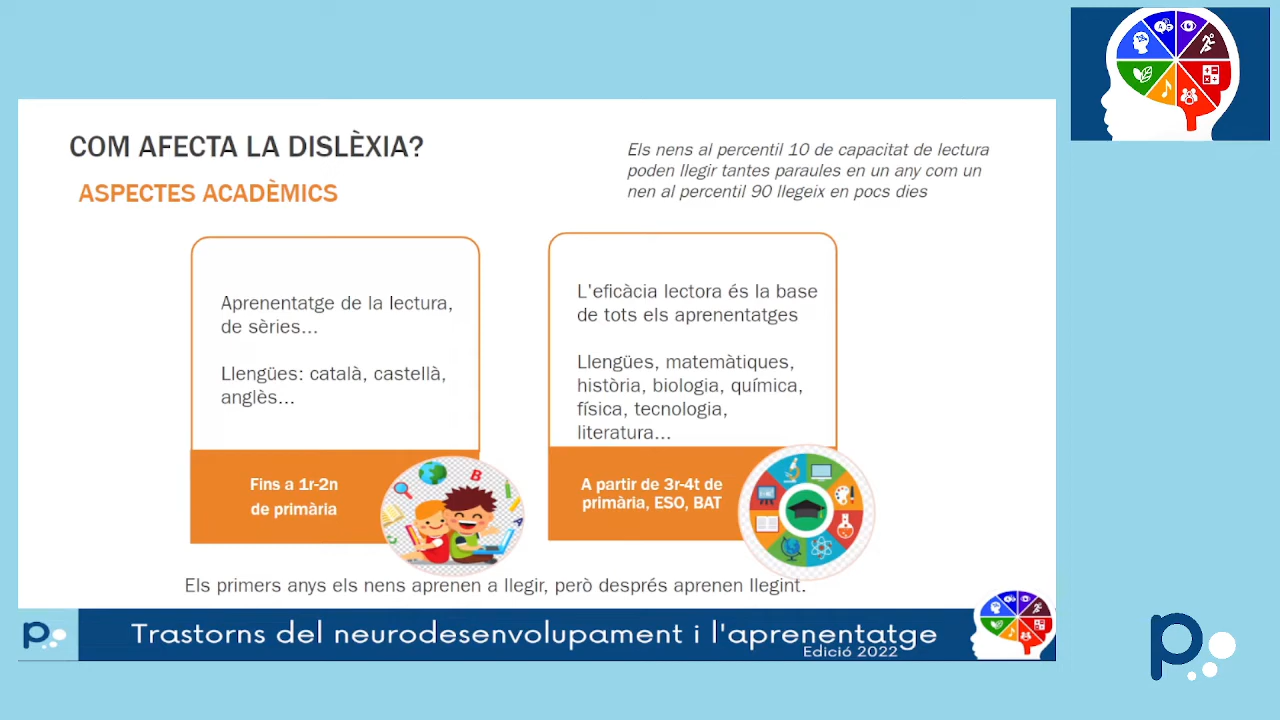 COM AFECTA LA DISLÈXIA?
ASPECTES ACADÈMICS
Els nens al percentil 10 de capacitat de lectura
poden llegir tantes paraules en un any com un
nen al percentil 90 llegeix en pocs dies
Aprenentatge de la lectura,
de sèries...
Llengües: català, castellà,
anglès...
Fins a 1r-2n
de primària
L'eficàcia lectora és la base
de tots els aprenentatges
Llengües, matemàtiques,
història, biologia, química,
física, tecnologia,
literatura...
A partir de 3r-4t de
primària, ESO, BAT
Els primers anys els nens aprenen a llegir, però després aprenen llegint.
Trastorns del neurodesenvolupament i l'aprenentatge
Edició 2022